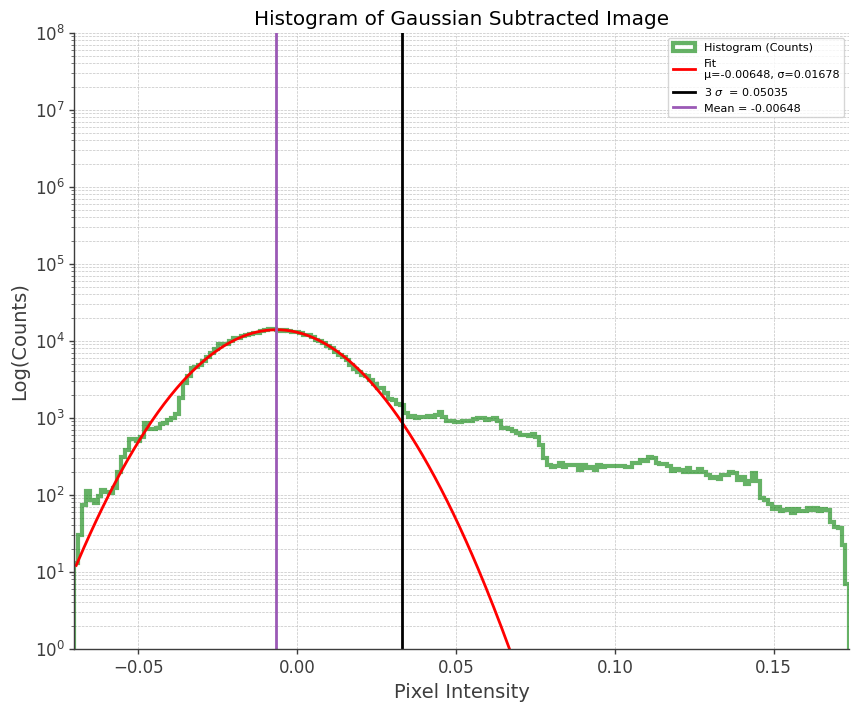 Histogram of Gaussian Subtracted Image
Histogram (Counts)
Fit
μ=-0.00648, σ=0.01678
3 σ = 0.05035
Mean = -0.00648
Log(Counts)
10⁸
10⁷
10⁶
10⁵
10⁴
10³
10²
10¹
10⁰
−0.05 0.00 0.05 0.10 0.15
Pixel Intensity